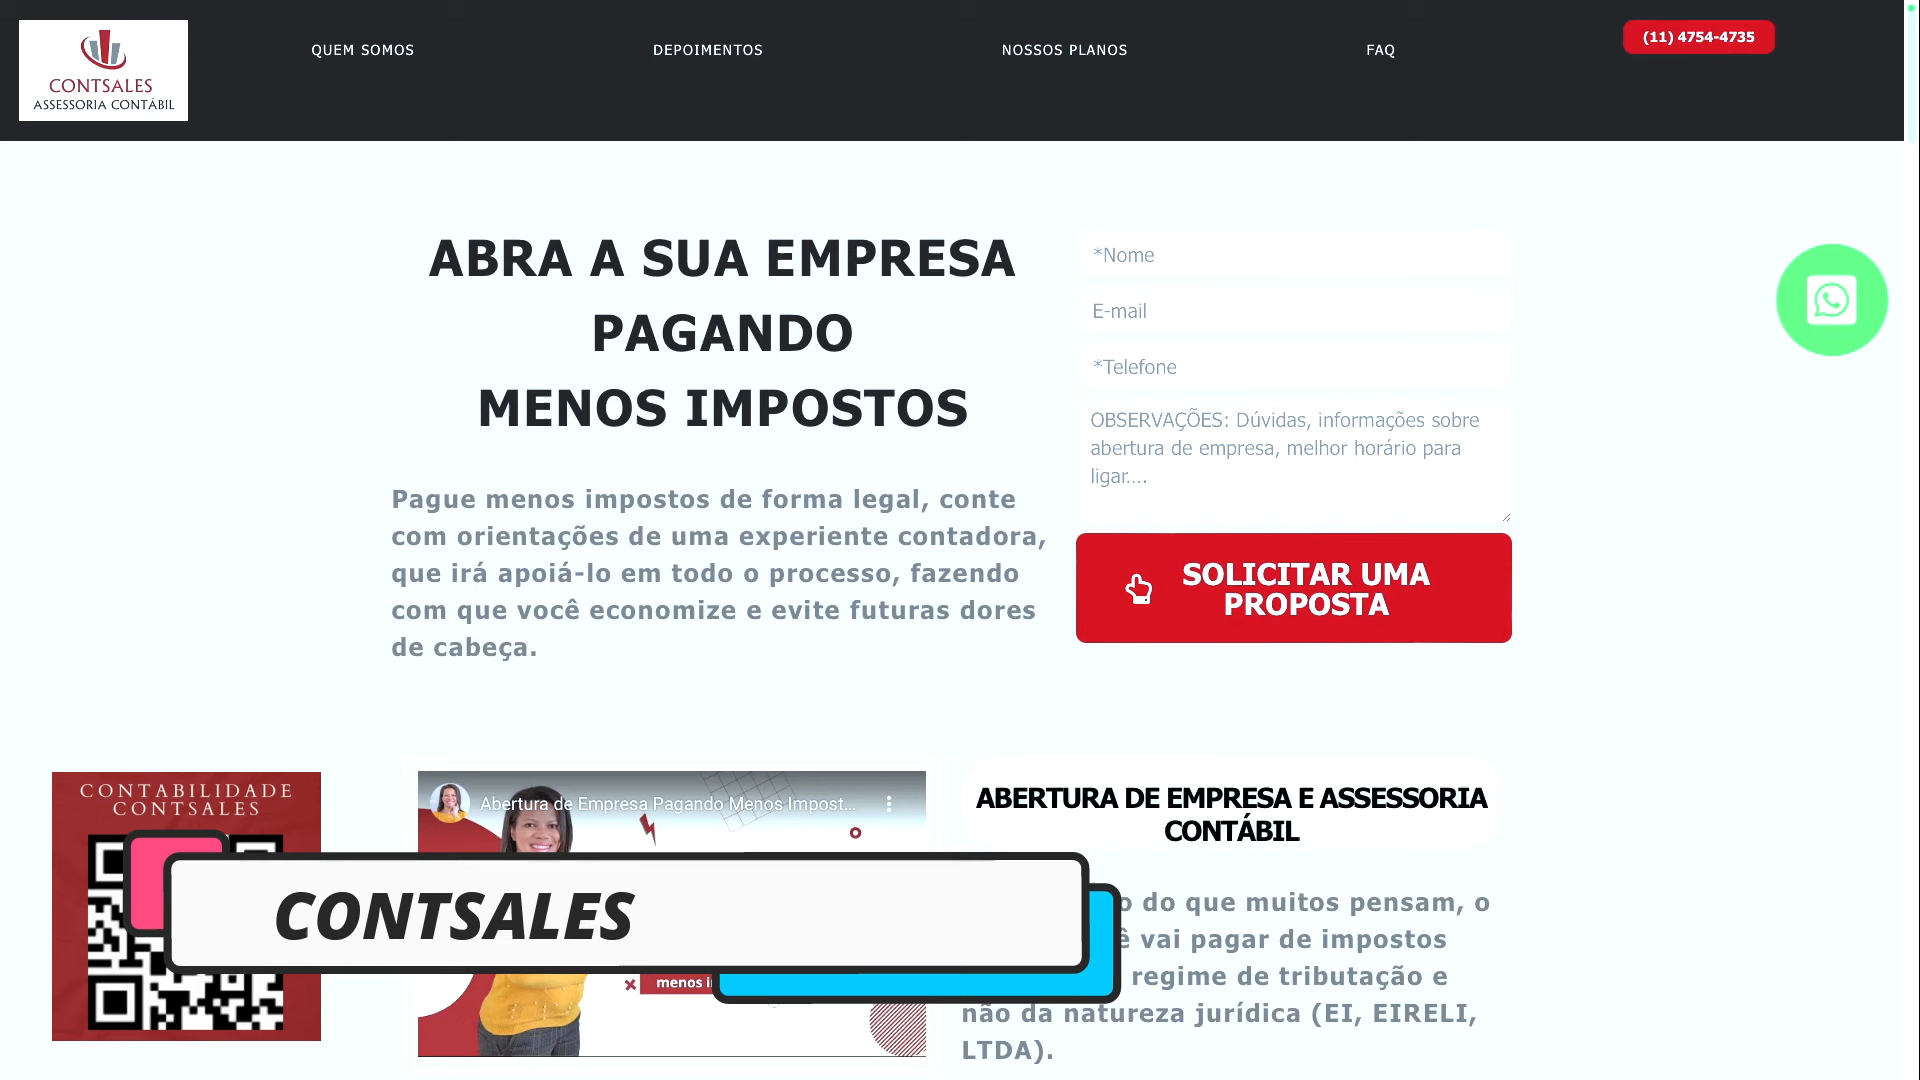 CONTSALES
ASSESSORIA CONTÁBIL
QUEM SOMOS
DEPOIMENTOS
NOSSOS PLANOS
FAQ
(11) 4754-4735
ABRA A SUA EMPRESA
PAGANDO
MENOS IMPOSTOS
Pague menos impostos de forma legal, conte
com orientações de uma experiente contadora,
que irá apoiá-lo em todo o processo, fazendo
com que você economize e evite futuras dores
de cabeça.
*Nome
E-mail
*Telefone
OBSERVAÇÕES: Dúvidas, informações sobre
abertura de empresa, melhor horário para
ligar....
SOLICITAR UMA
PROPOSTA
CONTABILIDADE
CONTSALES
Abertura de Empresa Pagando Menos Impost...
menos
ABERTURA DE EMPRESA E ASSESSORIA
CONTÁBIL
do que muitos pensam, o
vai pagar de impostos
regime de tributação e
não da natureza jurídica (EI, EIRELI,
LTDA).
CONTSALES